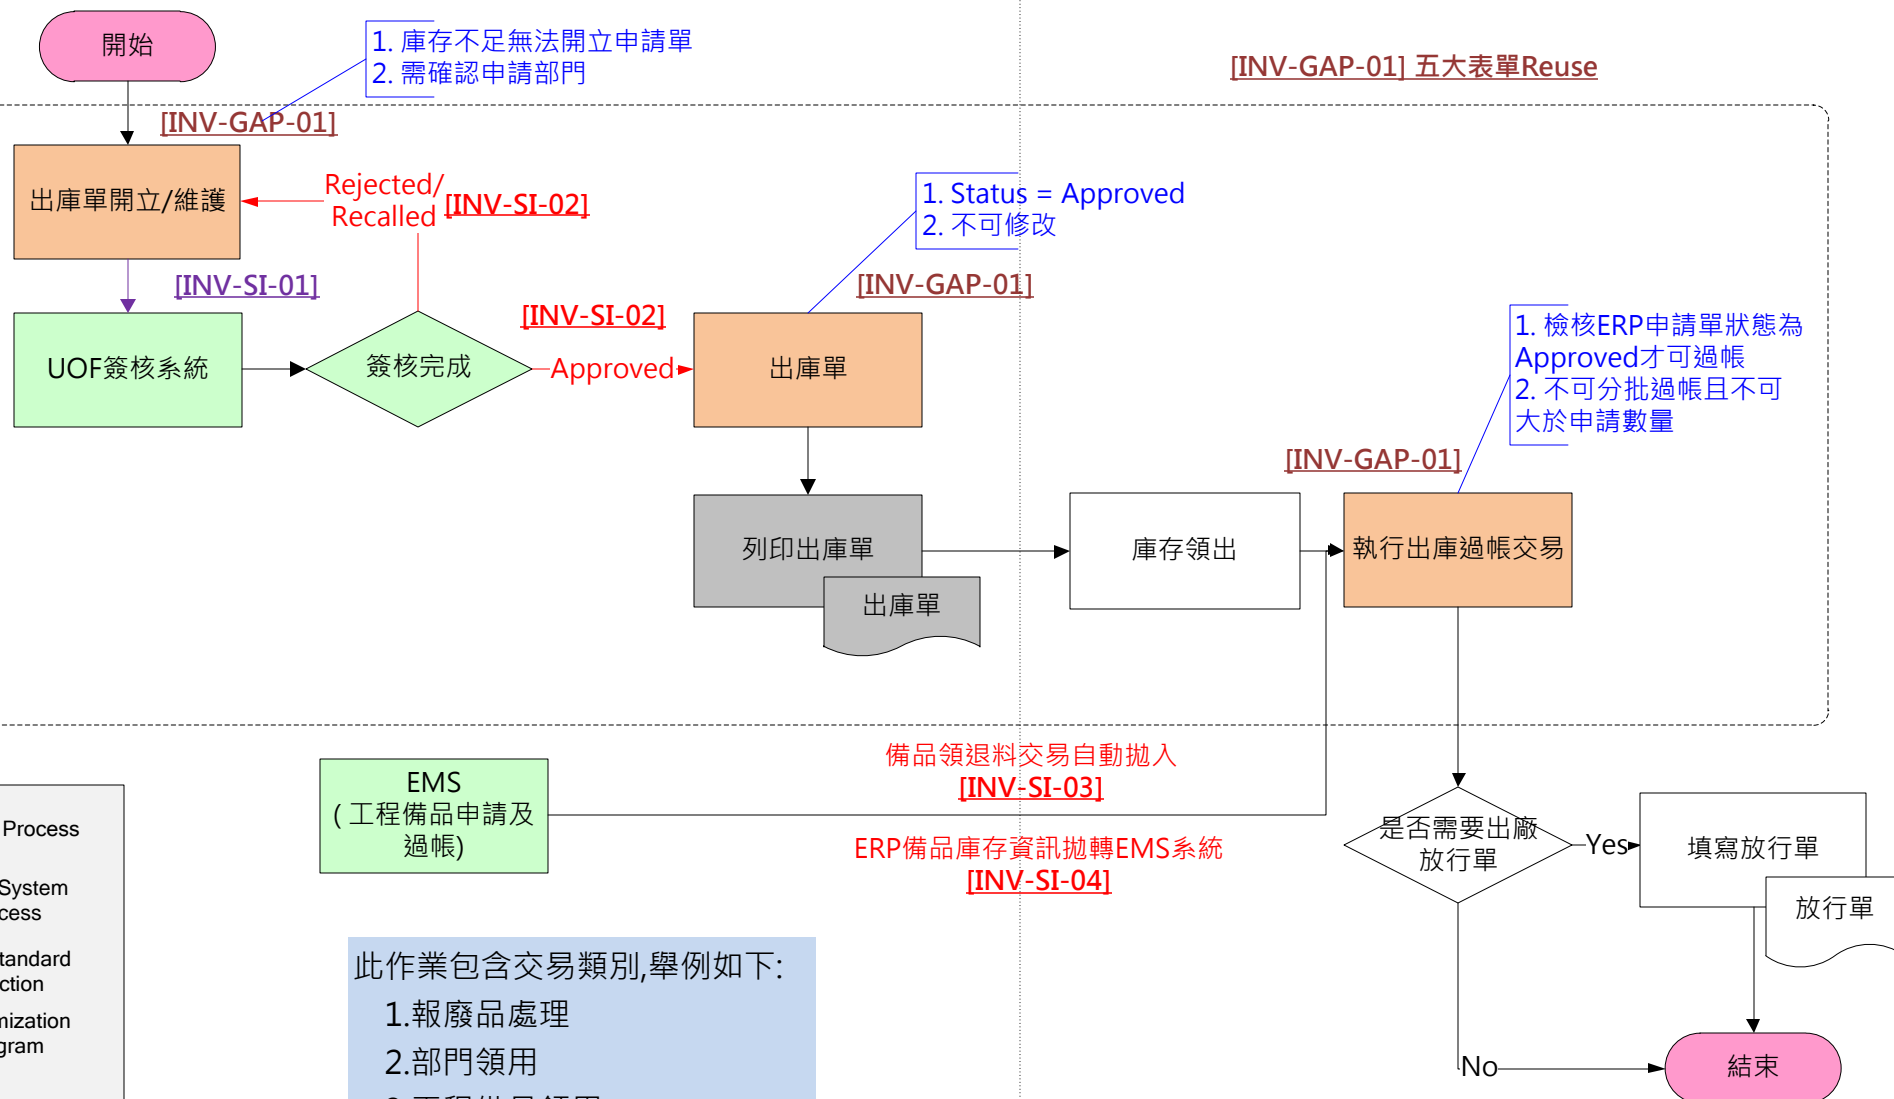 開始
1. 庫存不足無法開立申請單
2. 需確認申請部門
[INV-GAP-01] 五大表單Reuse
[INV-GAP-01]
出庫單開立/維護
Rejected/
Recalled
[INV-SI-02]
1. Status = Approved
2. 不可修改
[INV-SI-01]
[INV-GAP-01]
[INV-SI-02]
UOF簽核系統
簽核完成
Approved
出庫單
1. 檢核ERP申請單狀態為
Approved才可過帳
2. 不可分批過帳且不可
大於申請數量
[INV-GAP-01]
列印出庫單
出庫單
庫存領出
執行出庫過帳交易
備品領退料交易自動拋入
[INV-SI-03]
EMS
( 工程備品申請及
過帳)
ERP備品庫存資訊拋轉EMS系統
[INV-SI-04]
是否需要出廠
放行單
Yes
填寫放行單
放行單
Process
System
此作業包含交易類別,舉例如下:
1.報廢品處理
2.部門領用
No
結束